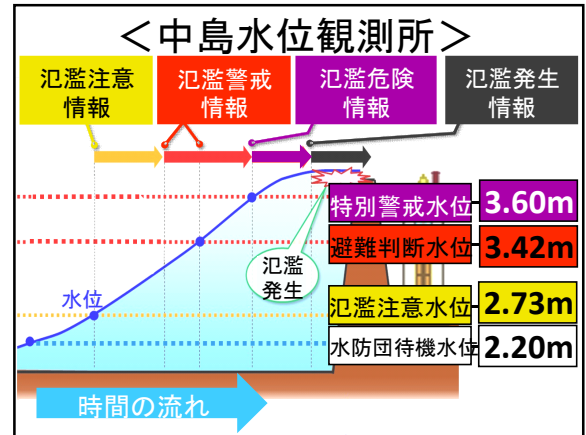 ＜中島水位観測所＞
氾濫注意
情報
氾濫警戒
情報
氾濫危険
情報
氾濫発生
情報
特別警戒水位 3.60m
避難判断水位 3.42m
氾濫
発生
水位
氾濫注意水位 2.73m
水防団待機水位 2.20m
時間の流れ